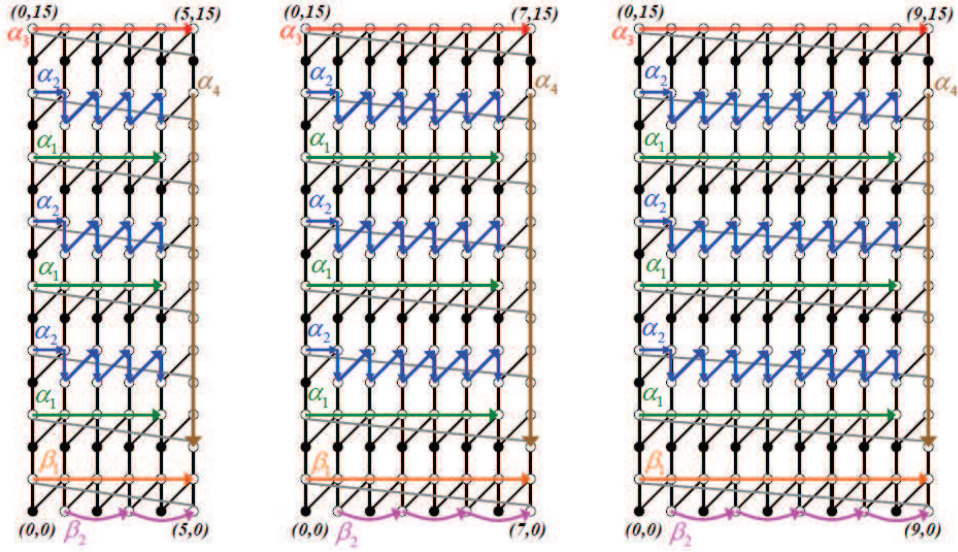 (0,15) (5,15) (0,15) (7,15) (0,15) (9,15)
α₃ α₃ α₃
α₂ α₄ α₂ α₄ α₂ α₄
α₁ α₁ α₁
α₂ α₂ α₂
α₁ α₁ α₁
α₂ α₂ α₂
α₁ α₁ α₁
β₁ β₁ β₁
(0,0) β₂ (5,0) (0,0) β₂ (7,0) (0,0) β₂ (9,0)